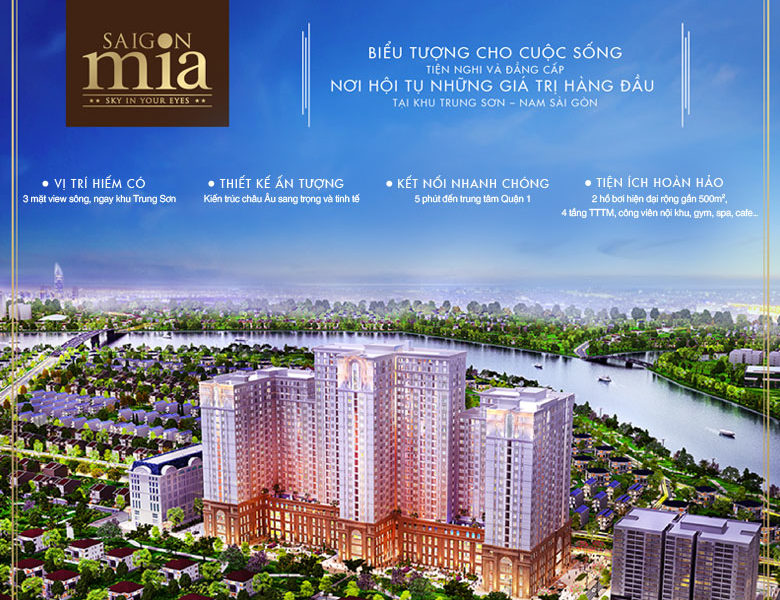 SAIGON
mia
SKY IN YOUR EYES
BIỂU TƯỢNG CHO CUỘC SỐNG
TIỆN NGHI VÀ ĐẲNG CẤP
NƠI HỘI TỤ NHỮNG GIÁ TRỊ HÀNG ĐẦU
TẠI KHU TRUNG SƠN – NAM SÀI GÒN
• VỊ TRÍ HIẾM CÓ
3 mặt view sông, ngay khu Trung Sơn
• THIẾT KẾ ẤN TƯỢNG
Kiến trúc châu Âu sang trọng và tinh tế
• KẾT NỐI NHANH CHÓNG
5 phút đến trung tâm Quận 1
• TIỆN ÍCH HOÀN HẢO
2 hồ bơi hiện đại rộng gần 500m²,
4 tầng TTTM, công viên nội khu, gym, spa, cafe...